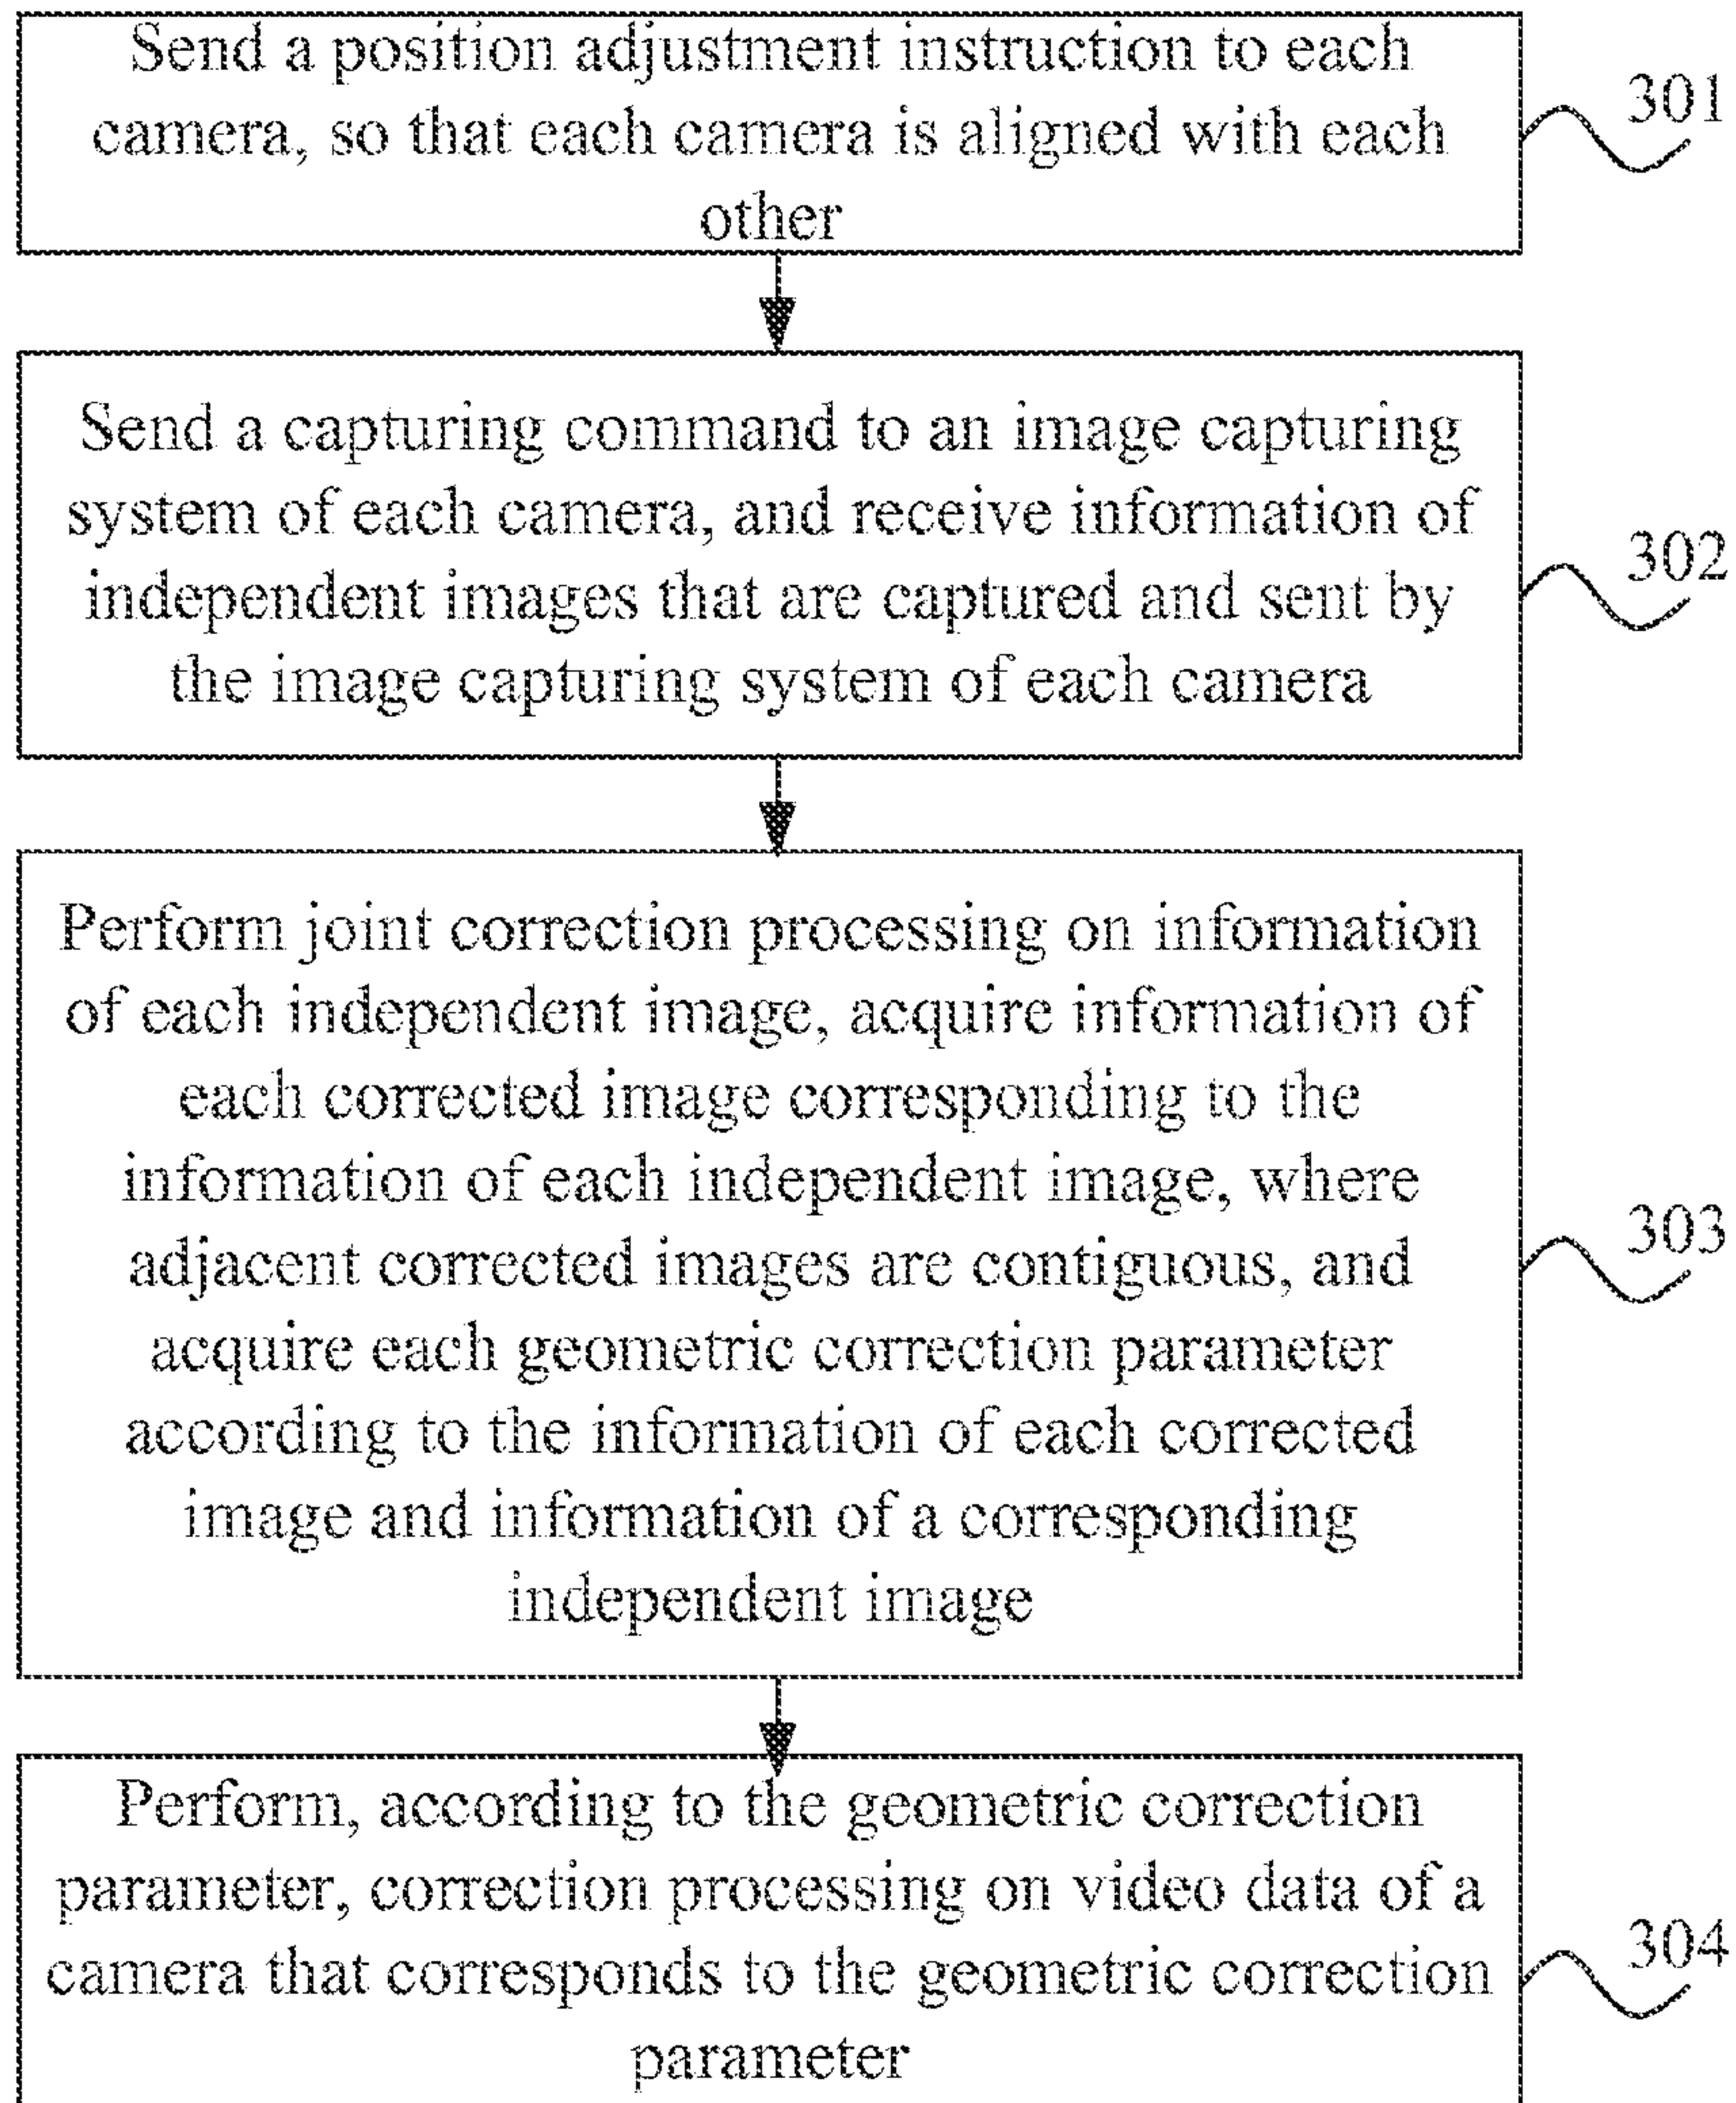 Send a position adjustment instruction to each
camera, so that each camera is aligned with each
other
301
Send a capturing command to an image capturing
system of each camera, and receive information of
independent images that are captured and sent by
the image capturing system of each camera
302
Perform joint correction processing on information
of each independent image, acquire information of
each corrected image corresponding to the
information of each independent image, where
adjacent corrected images are contiguous, and
acquire each geometric correction parameter
according to the information of each corrected
image and information of a corresponding
independent image
303
Perform, according to the geometric correction
parameter, correction processing on video data of a
camera that corresponds to the geometric correction
parameter
304